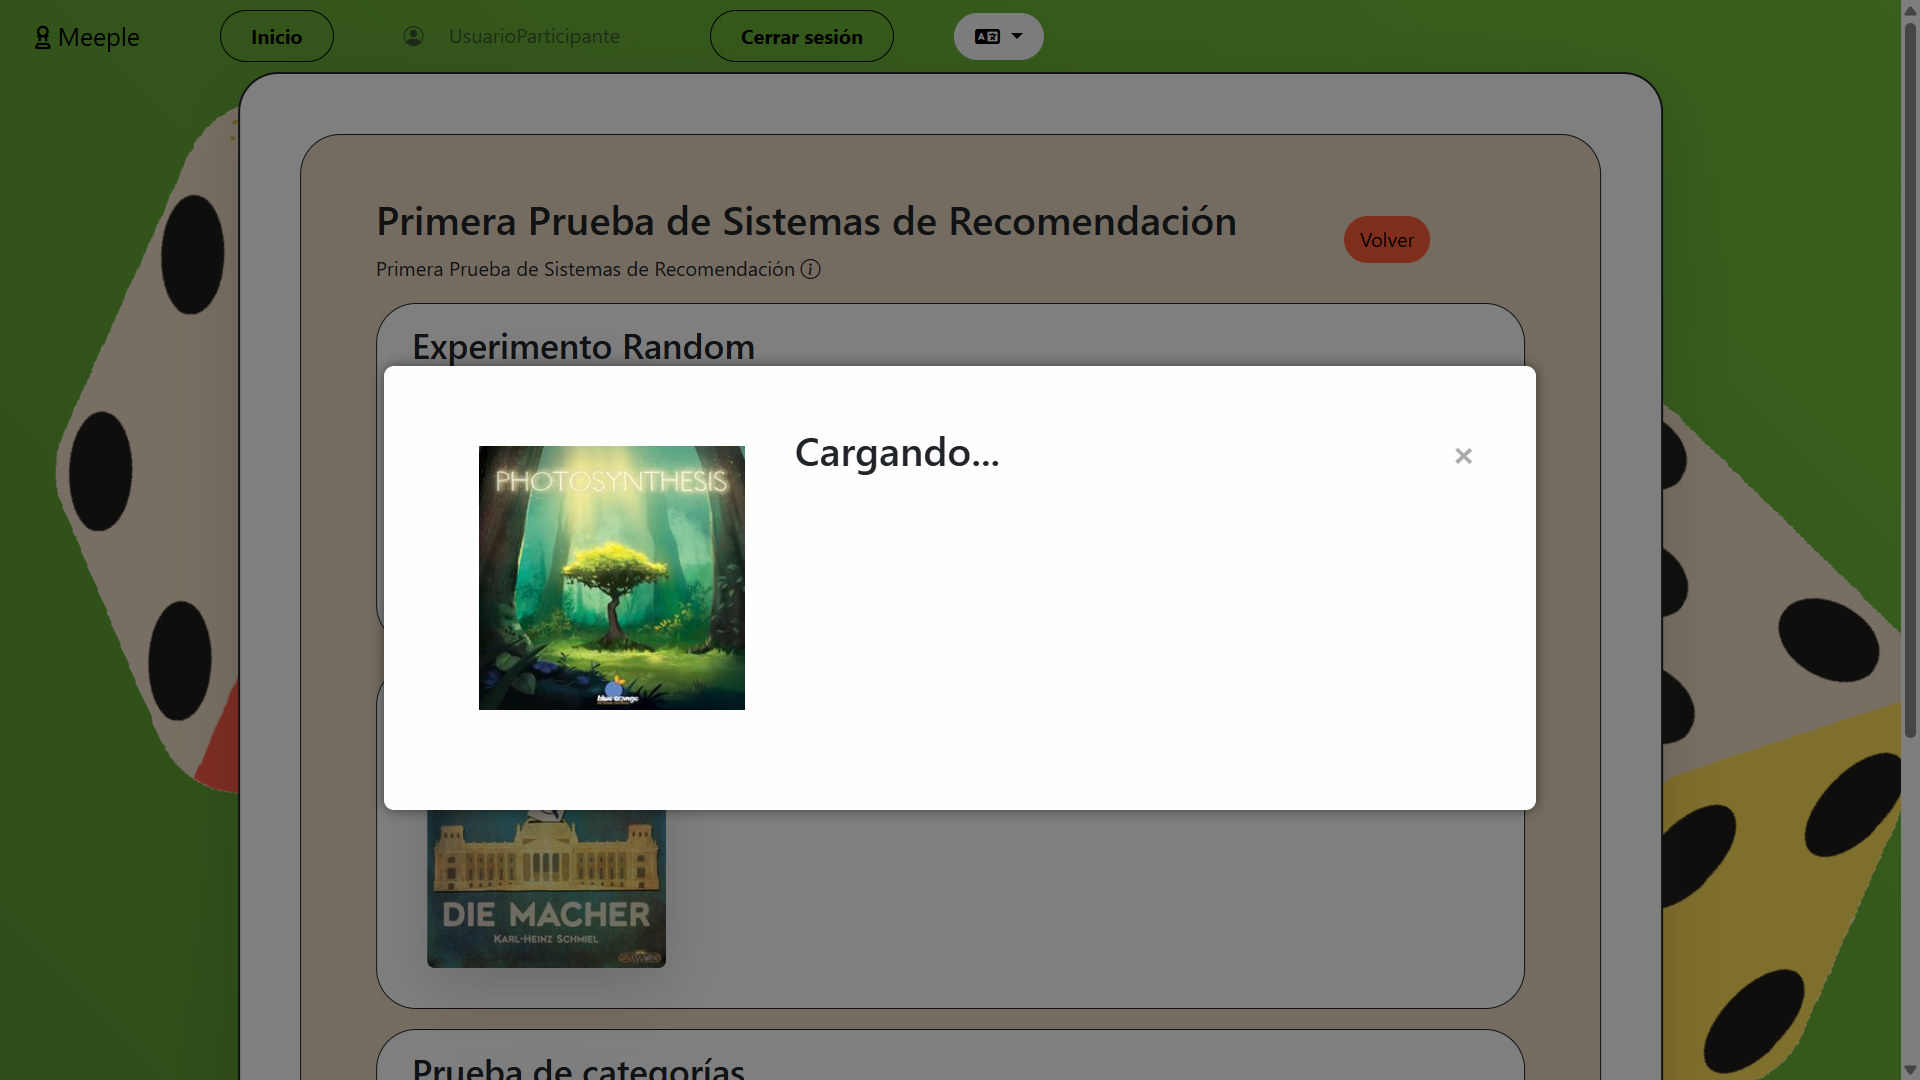 Meeple
Inicio
UsuarioParticipante
Cerrar sesión
Primera Prueba de Sistemas de Recomendación
Volver
Primera Prueba de Sistemas de Recomendación
Experimento Random
Cargando...
×
PHOTOSYNTHESIS
blue orange
DIE MACHER
KARL-HEINZ SCHMIEL
Prueba de categorías